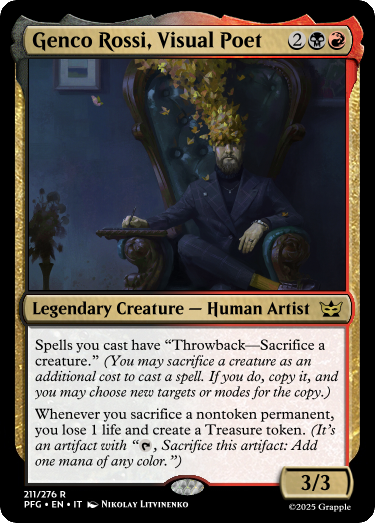 Genco Rossi, Visual Poet 2
Legendary Creature — Human Artist
Spells you cast have “Throwback—Sacrifice a
creature.” (You may sacrifice a creature as an
additional cost to cast a spell. If you do, copy it, and
you may choose new targets or modes for the copy.)
Whenever you sacrifice a nontoken permanent,
you lose 1 life and create a Treasure token. (It’s
an artifact with “, Sacrifice this artifact: Add
one mana of any color.”)
3/3
211/276 R
PFG • EN • IT Nikolay Litvinenko
©2025 Grapple